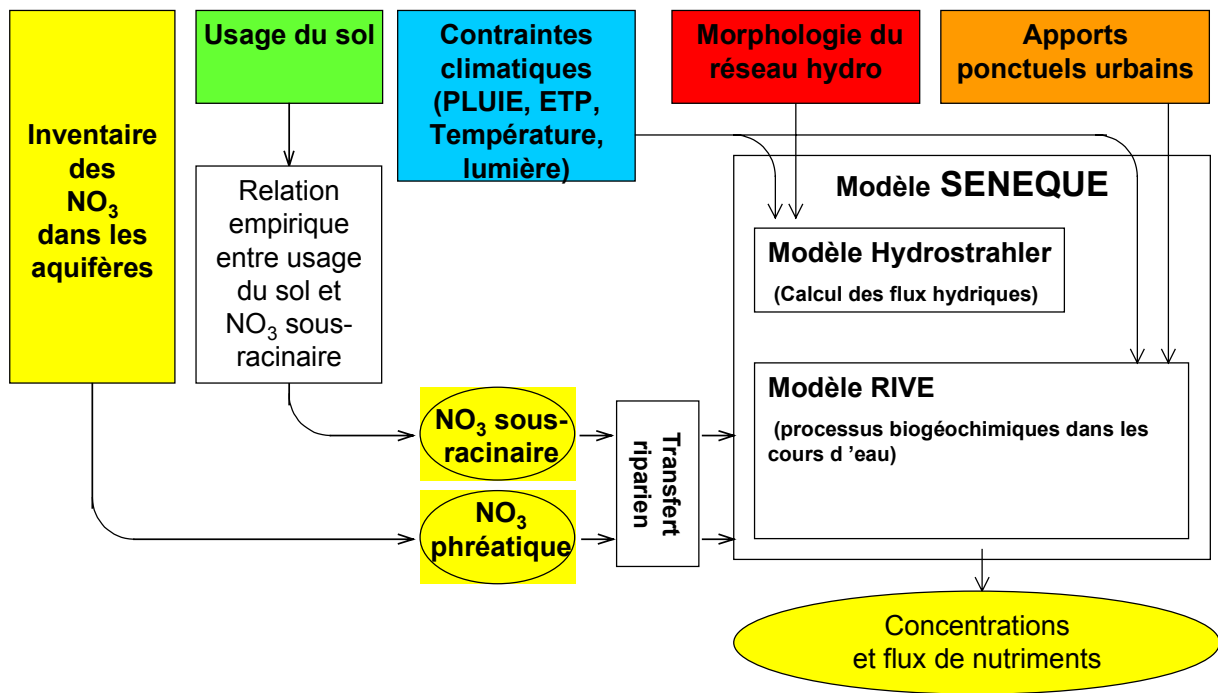 Inventaire
des
NO3
dans les
aquifères
Usage du sol
Relation
empirique
entre usage
du sol et
NO3 sous-
racinaire
Contraintes
climatiques
(PLUIE, ETP,
Température,
lumière)
Morphologie du
réseau hydro
Apports
ponctuels urbains
Modèle SENEQUE
Modèle Hydrostrahler
(Calcul des flux hydriques)
Modèle RIVE
(processus biogéochimiques dans les
cours d ’eau)
NO3 sous-
racinaire
NO3
phréatique
Transfert
riparien
Concentrations
et flux de nutriments